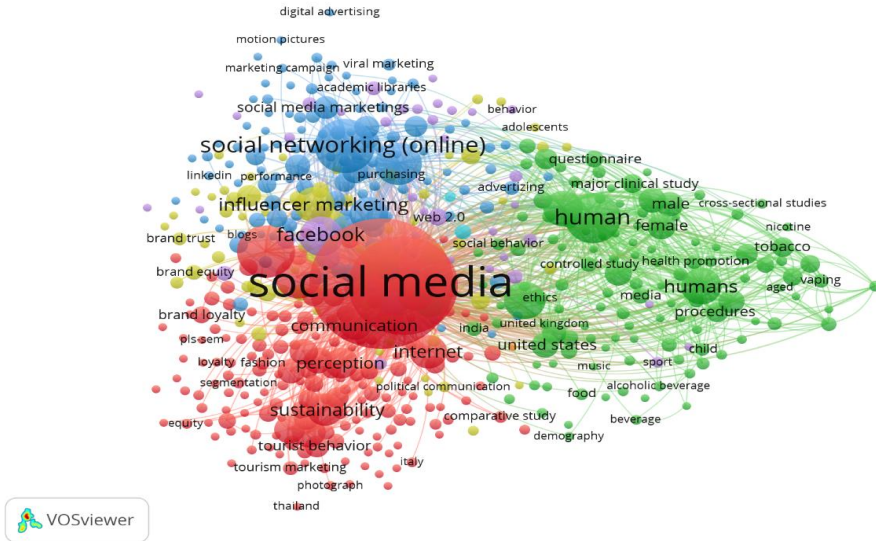 digital advertising
motion pictures
viral marketing
marketing campaign
academic libraries
social media marketings
behavior
adolescents
social networking (online)
questionnaire
linkedin
performance
purchasing
advertizing
major clinical study
influencer marketing
male
cross-sectional studies
web 2.0
human
female
nicotine
blogs
facebook
brand trust
social behavior
tobacco
controlled study
health promotion
brand equity
social media
humans
aged
vaping
ethics
media
brand loyalty
communication
india
united kingdom
procedures
pls-sem
internet
united states
child
loyalty
fashion
perception
music
sport
segmentation
political communication
food
alcoholic beverage
equity
sustainability
comparative study
beverage
demography
tourist behavior
tourism marketing
italy
photograph
thailand
VOSviewer